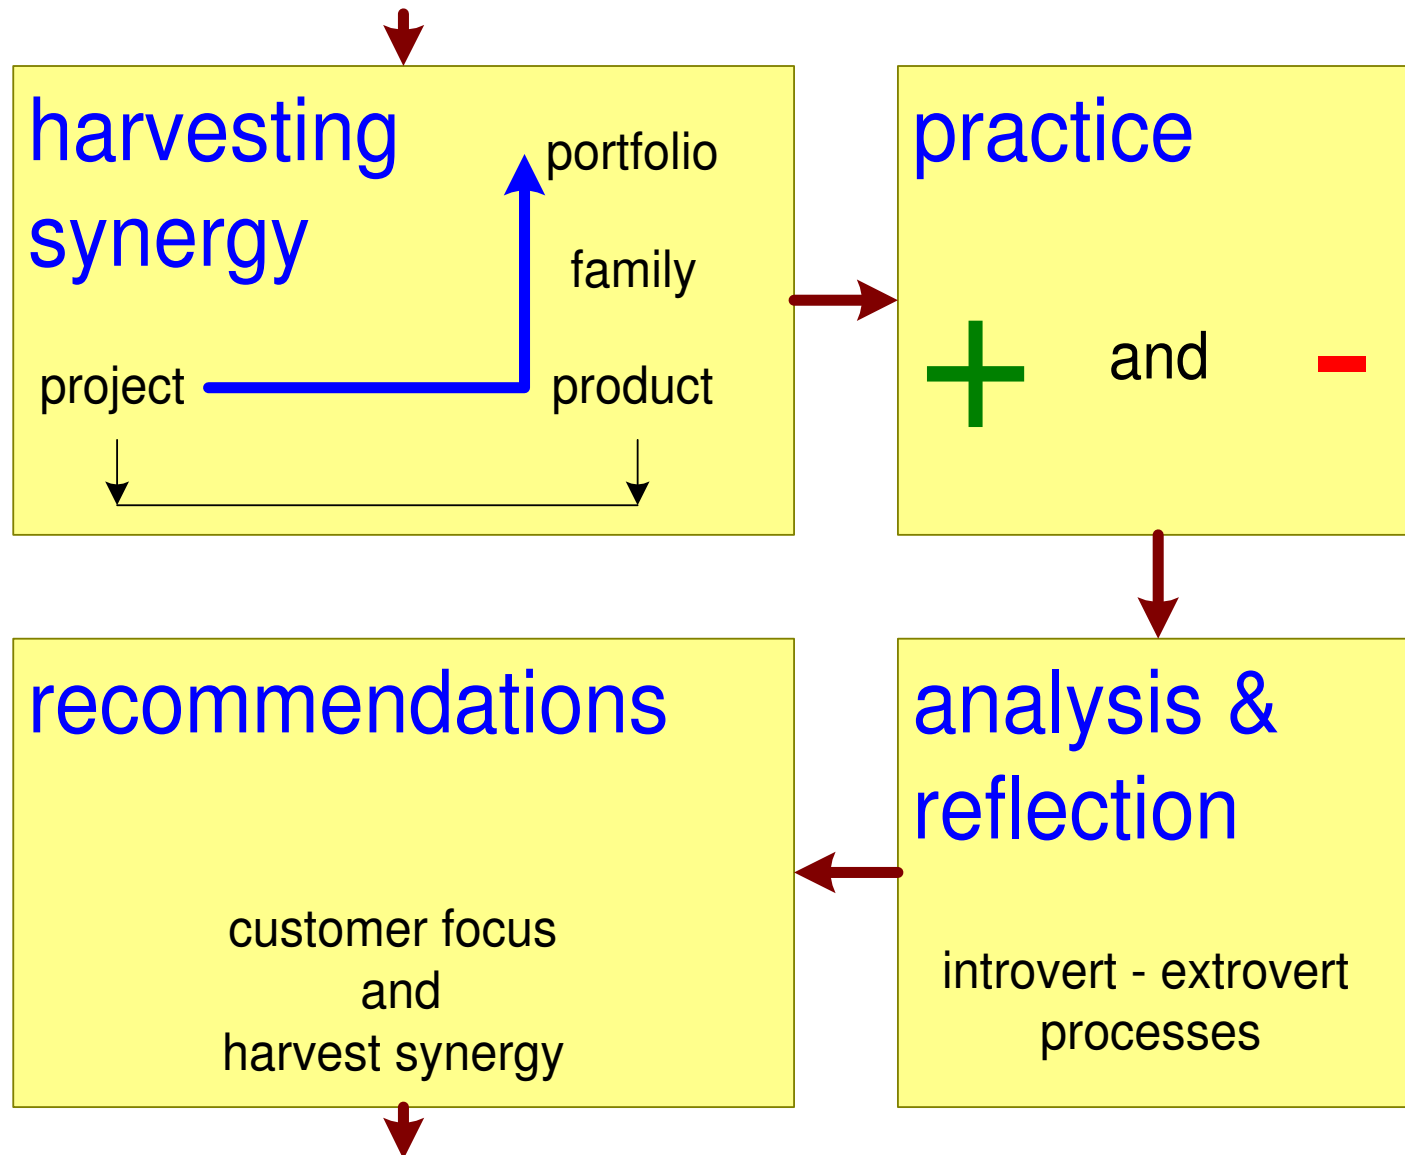 harvesting
synergy
portfolio
family
project
product
practice
+ and -
recommendations
customer focus
and
harvest synergy
analysis &
reflection
introvert - extrovert
processes